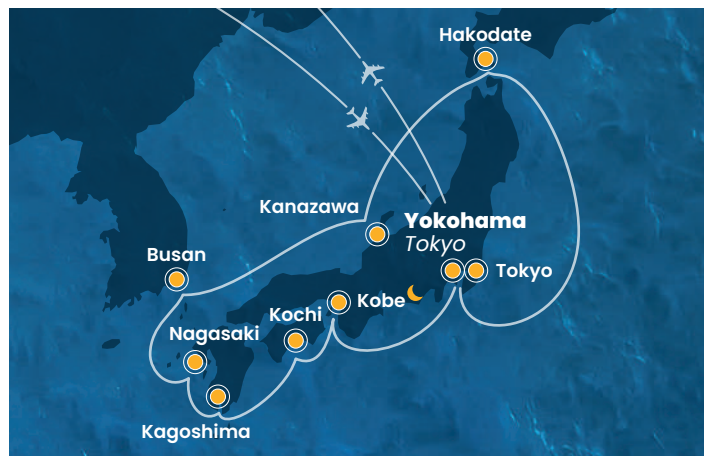 Hakodate
Kanazawa
Yokohama
Tokyo
Busan
Tokyo
Kobe
Kochi
Nagasaki
Kagoshima